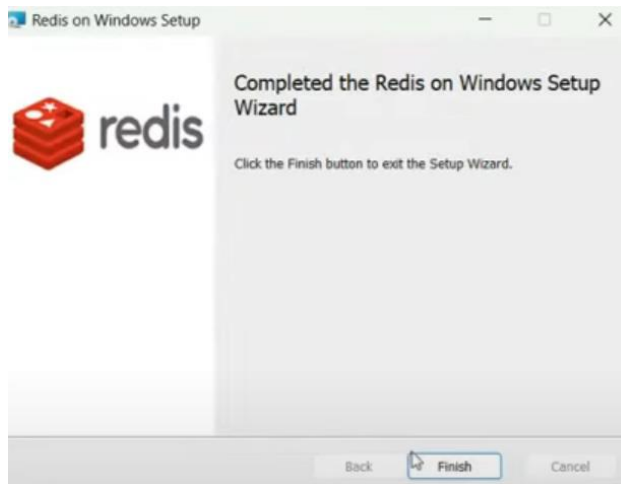 Redis on Windows Setup
Completed the Redis on Windows Setup
Wizard
redis
Click the Finish button to exit the Setup Wizard.
Back
Finish
Cancel